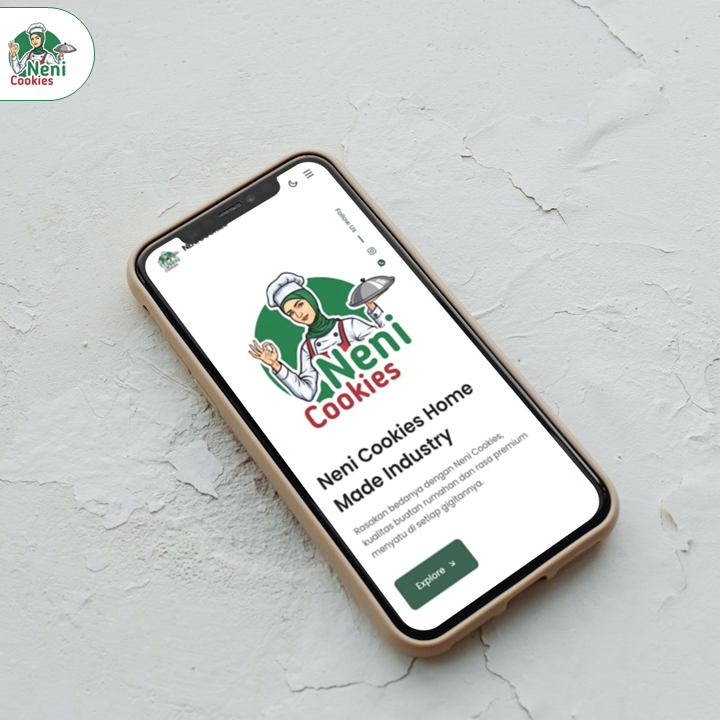 Neni
Cookies
Follow Us
Neni
Cookies
Neni Cookies Home
Made Industry
Rasakan bedanya dengan Neni Cookies,
kualitas buatan rumahan dan rasa premium
menyatu di setiap gigitannya.
Explore